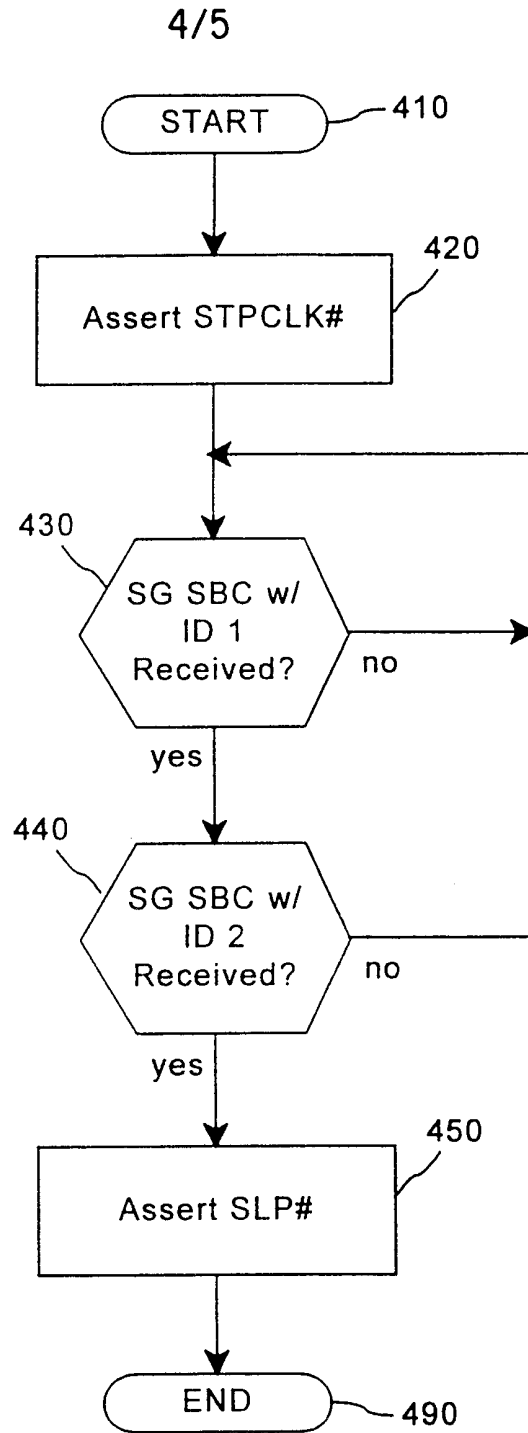 4/5
START
410
420
Assert STPCLK#
430
SG SBC w/
ID 1
Received?
no
yes
440
SG SBC w/
ID 2
Received?
no
yes
450
Assert SLP#
END
490